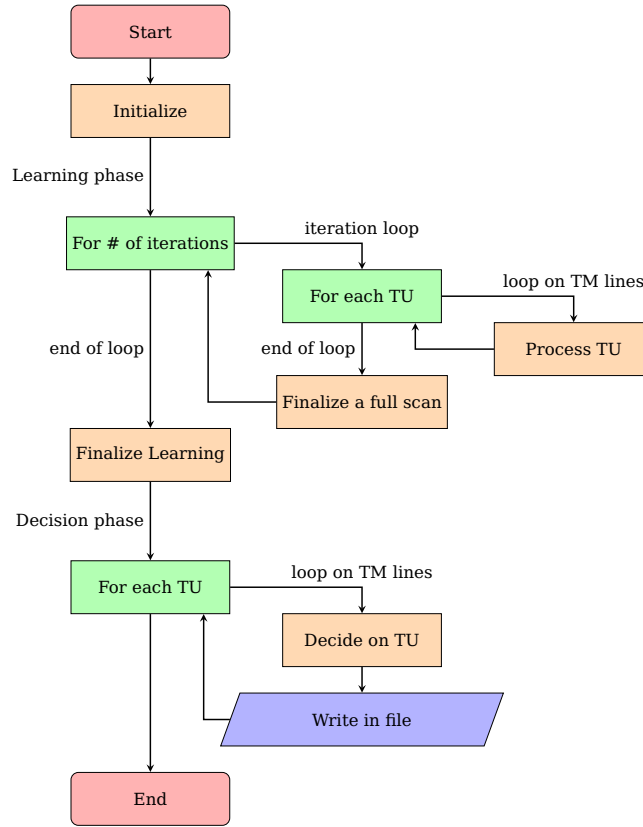 Start
Initialize
Learning phase
For # of iterations
iteration loop
For each TU
loop on TM lines
Process TU
end of loop
end of loop
Finalize a full scan
Finalize Learning
Decision phase
For each TU
loop on TM lines
Decide on TU
Write in file
End